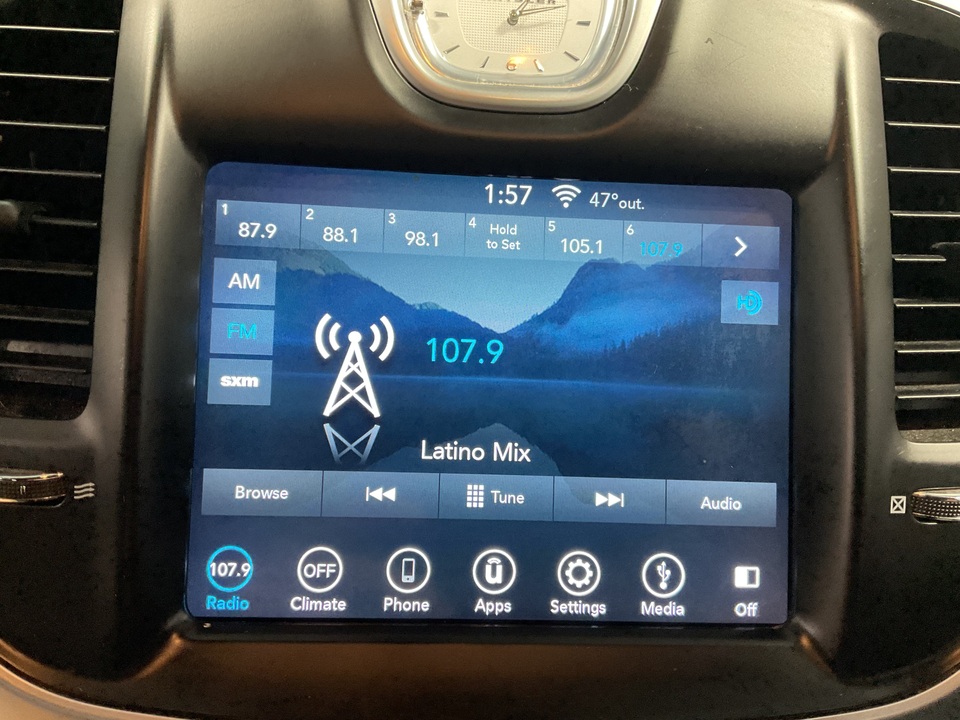 1:57 47°out.
1 87.9 2 88.1 3 98.1 4 Hold to Set 5 105.1 6 107.9
AM
HD
FM
107.9
sxm
Latino Mix
Browse Tune Audio
107.9 OFF
Radio Climate Phone Apps Settings Media Off